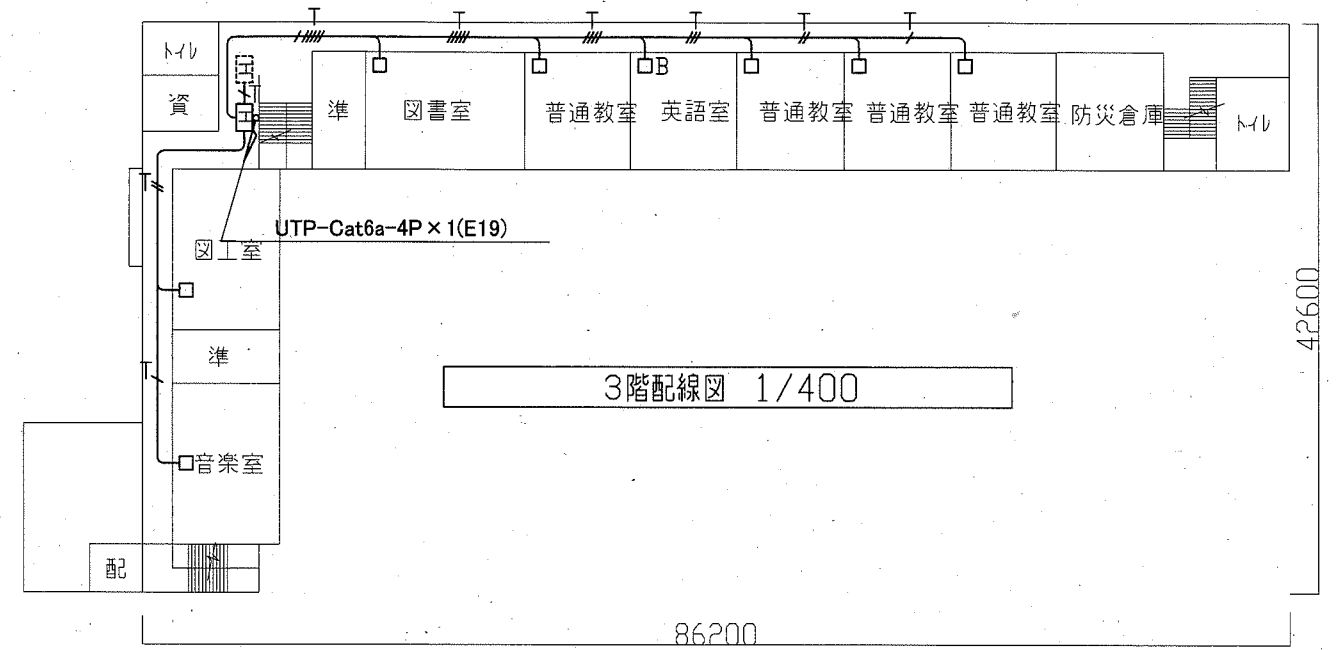 T T T T T T
トイレ
H
資
H T
準
図書室
普通教室
B
英語室
普通教室
普通教室
普通教室
防災倉庫
トイレ
T
UTP-Cat6a-4P×1(E19)
図工室
T
準
3階配線図 1/400
音楽室
配
42600
86200